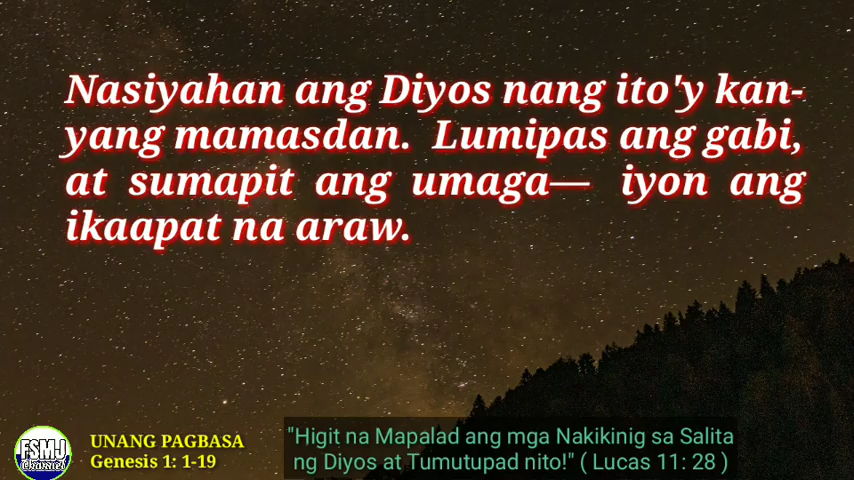 Nasiyahan ang Diyos nang ito'y kan-
yang mamasdan. Lumipas ang gabi,
at sumapit ang umaga— iyon ang
ikaapat na araw.
FSMJ
Channel
UNANG PAGBASA
Genesis 1: 1-19
"Higit na Mapalad ang mga Nakikinig sa Salita
ng Diyos at Tumutupad nito!" ( Lucas 11: 28 )